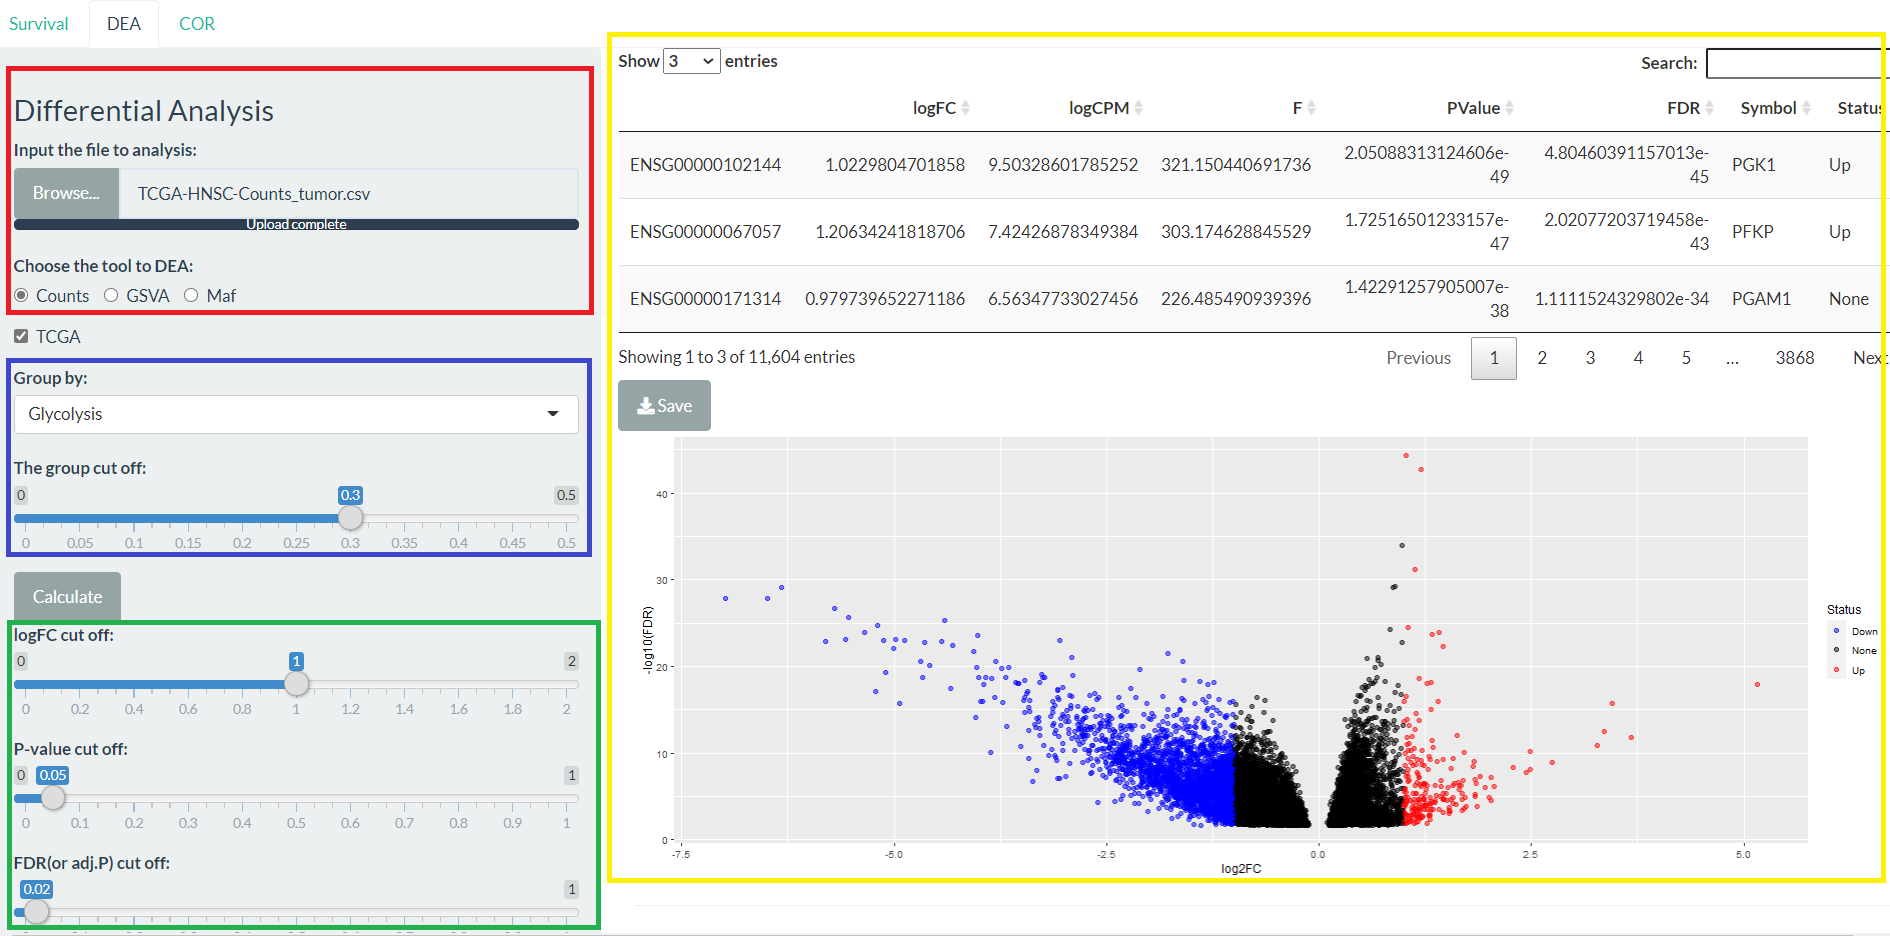 Survival DEA COR
Differential Analysis
Input the file to analysis:
Browse... TCGA-HNSC-Counts_tumor.csv
Upload complete
Choose the tool to DEA:
Counts GSVA Maf
TCGA
Group by:
Glycolysis
The group cut off:
0 0.3 0.5
0 0.05 0.1 0.15 0.2 0.25 0.3 0.35 0.4 0.45 0.5
Calculate
logFC cut off:
0 1 2
0 0.2 0.4 0.6 0.8 1 1.2 1.4 1.6 1.8 2
P-value cut off:
0 0.05 1
0 0.1 0.2 0.3 0.4 0.5 0.6 0.7 0.8 0.9 1
FDR(or adj.P) cut off:
0.02 1
Show 3 entries Search:
logFC logCPM F PValue FDR Symbol Status
ENSG00000102144 1.0229804701858 9.50328601785252 321.150440691736 2.05088313124606e-49 4.80460391157013e-45 PGK1 Up
ENSG00000067057 1.20634241818706 7.42426878349384 303.174628845529 1.72516501233157e-47 2.02077203719458e-43 PFKP Up
ENSG00000171314 0.979739652271186 6.56347733027456 226.485490939396 1.42291257905007e-38 1.1111524329802e-34 PGAM1 None
Showing 1 to 3 of 11,604 entries Previous 1 2 3 4 5 ... 3868 Next
Save
-log10(FDR)
40
30
20
10
0
-7.5 -5.0 -2.5 0.0 2.5 5.0
log2FC
Status
Down
None
Up